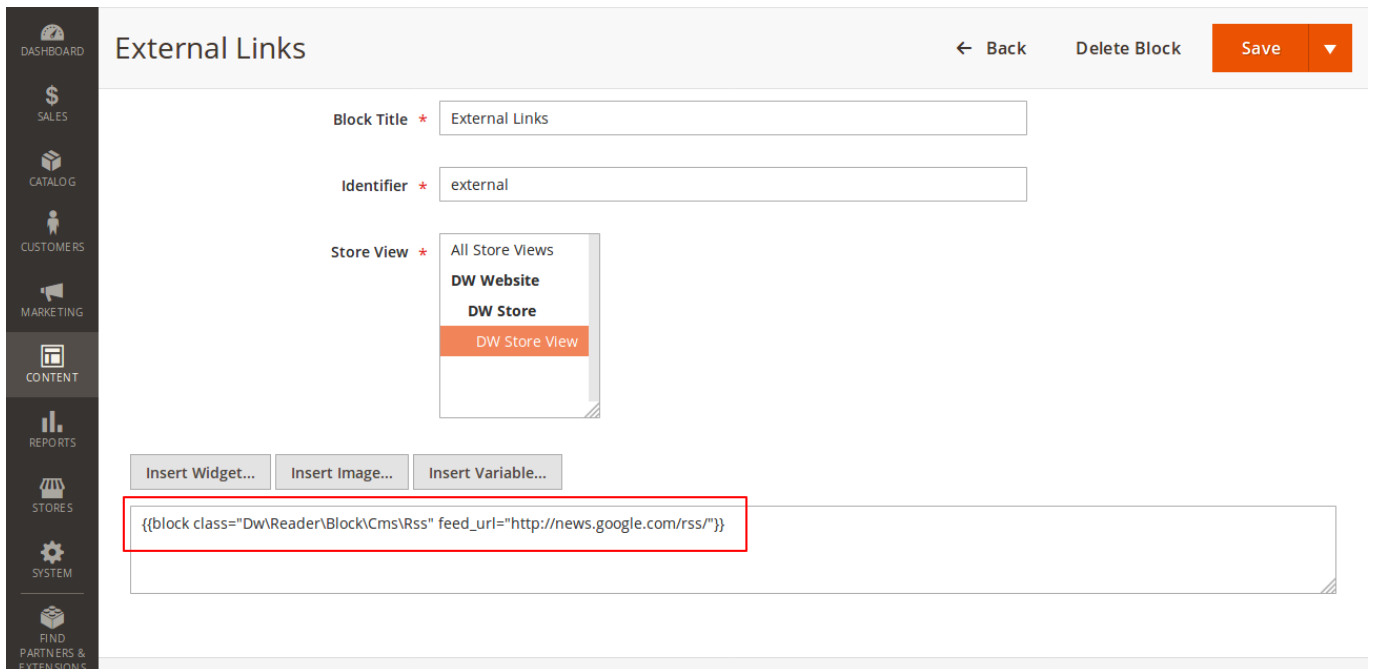 DASHBOARD
SALES
CATALOG
CUSTOMERS
MARKETING
CONTENT
REPORTS
STORES
SYSTEM
FIND
PARTNERS &
EXTENSIONS
External Links
Back
Delete Block
Save
Block Title *
External Links
Identifier *
external
Store View *
All Store Views
DW Website
DW Store
DW Store View
Insert Widget...
Insert Image...
Insert Variable...
{{block class="Dw\Reader\Block\Cms\Rss" feed_url="http://news.google.com/rss/"}}